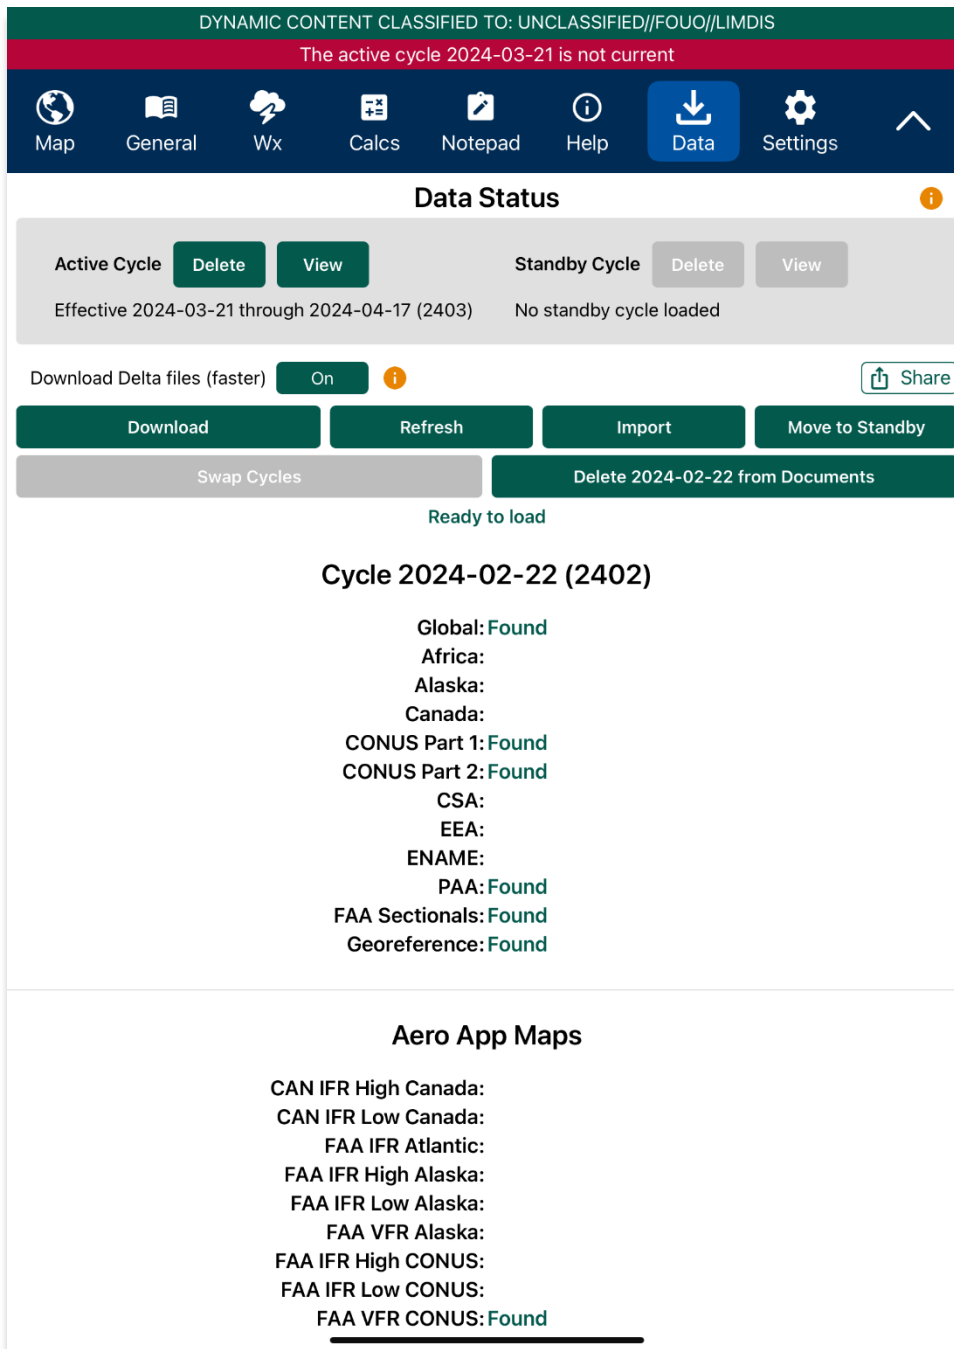 DYNAMIC CONTENT CLASSIFIED TO: UNCLASSIFIED//FOUO//LIMDIS
The active cycle 2024-03-21 is not current
Map General Wx Calcs Notepad Help Data Settings
Data Status
Active Cycle Delete View Standby Cycle Delete View
Effective 2024-03-21 through 2024-04-17 (2403) No standby cycle loaded
Download Delta files (faster) On Share
Download Refresh Import Move to Standby
Swap Cycles Delete 2024-02-22 from Documents
Ready to load
Cycle 2024-02-22 (2402)
Global: Found
Africa:
Alaska:
Canada:
CONUS Part 1: Found
CONUS Part 2: Found
CSA:
EEA:
ENAME:
PAA: Found
FAA Sectionals: Found
Georeference: Found
Aero App Maps
CAN IFR High Canada:
CAN IFR Low Canada:
FAA IFR Atlantic:
FAA IFR High Alaska:
FAA IFR Low Alaska:
FAA VFR Alaska:
FAA IFR High CONUS:
FAA IFR Low CONUS:
FAA VFR CONUS: Found